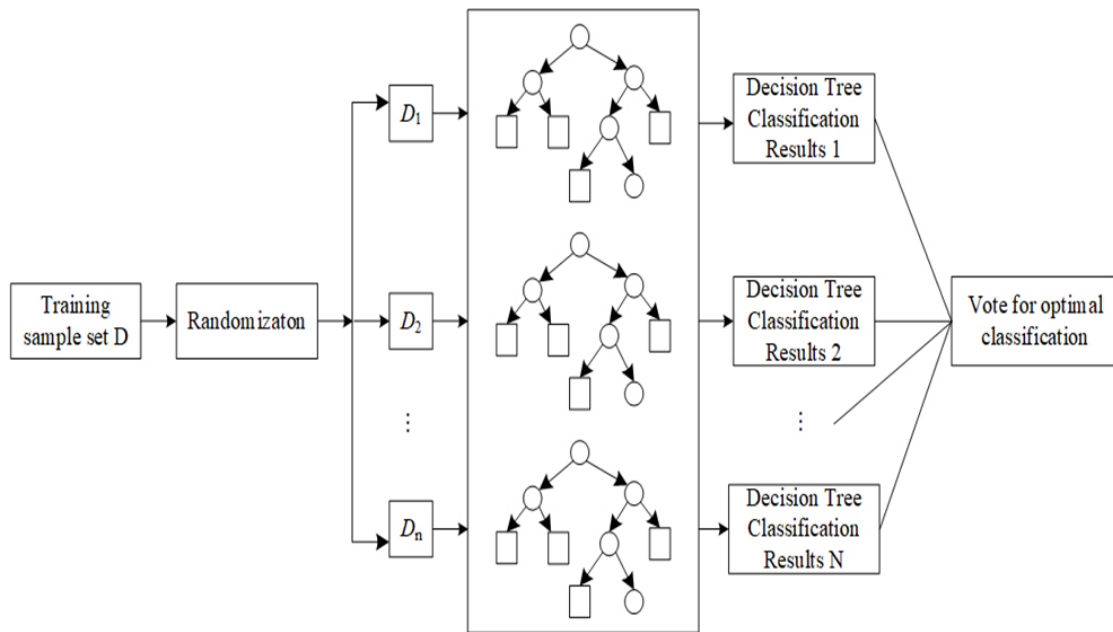 Training
sample set D
Randomizaton
D1
D2
⋮
Dn
Decision Tree
Classification
Results 1
Decision Tree
Classification
Results 2
⋮
Decision Tree
Classification
Results N
Vote for optimal
classification